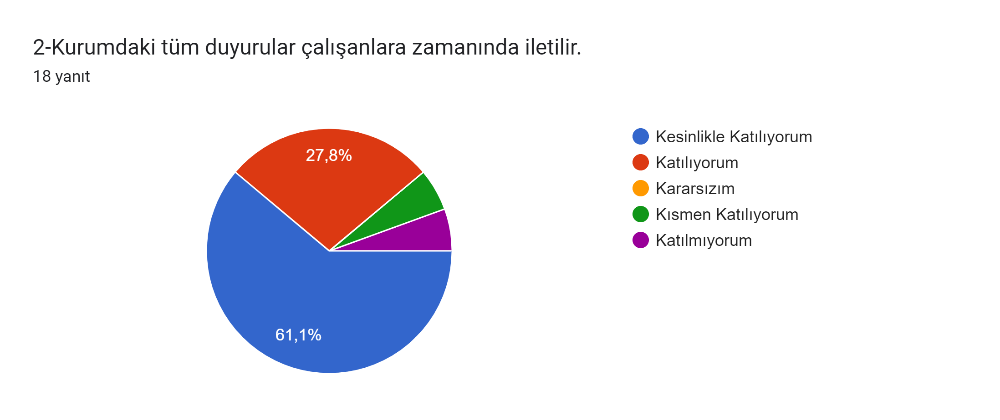 2-Kurumdaki tüm duyurular çalışanlara zamanında iletilir.
18 yanıt
27,8%
61,1%
Kesinlikle Katılıyorum
Katılıyorum
Kararsızım
Kısmen Katılıyorum
Katılmıyorum